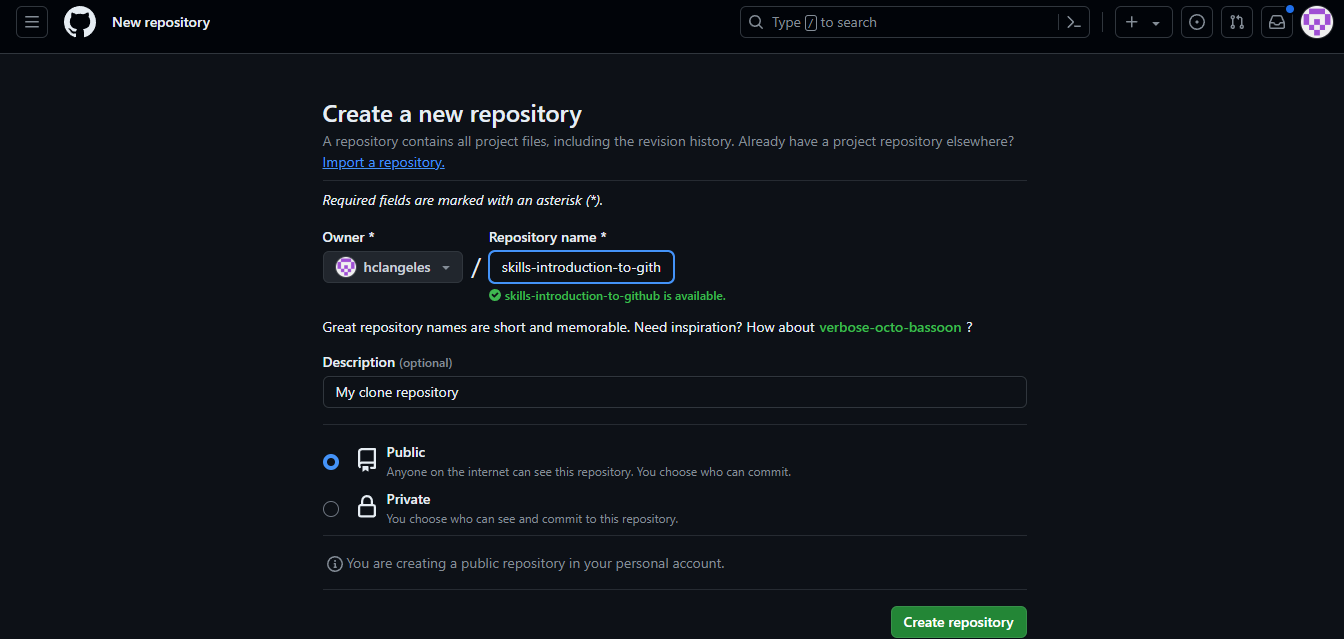 New repository
Type / to search
Create a new repository
A repository contains all project files, including the revision history. Already have a project repository elsewhere?
Import a repository.
Required fields are marked with an asterisk (*).
Owner *
Repository name *
hclangeles
/
skills-introduction-to-gith
skills-introduction-to-github is available.
Great repository names are short and memorable. Need inspiration? How about verbose-octo-bassoon ?
Description (optional)
My clone repository
Public
Anyone on the internet can see this repository. You choose who can commit.
Private
You choose who can see and commit to this repository.
You are creating a public repository in your personal account.
Create repository